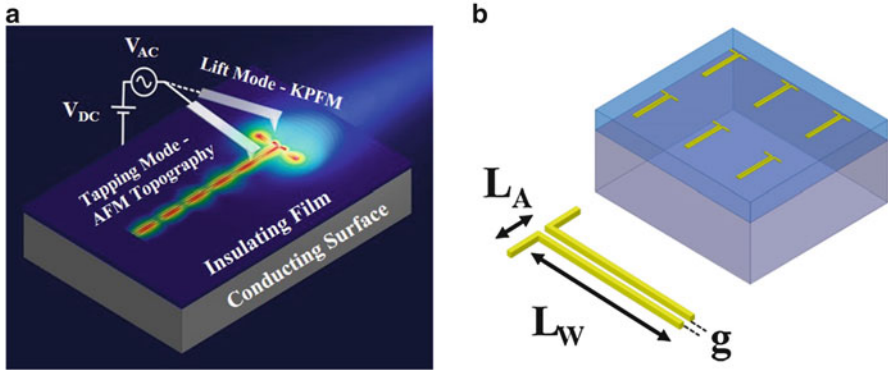 a
V_AC
V_DC
Lift Mode - KPFM
Tapping Mode -
AFM Topography
Insulating Film
Conducting Surface
b
L_A
L_W
g